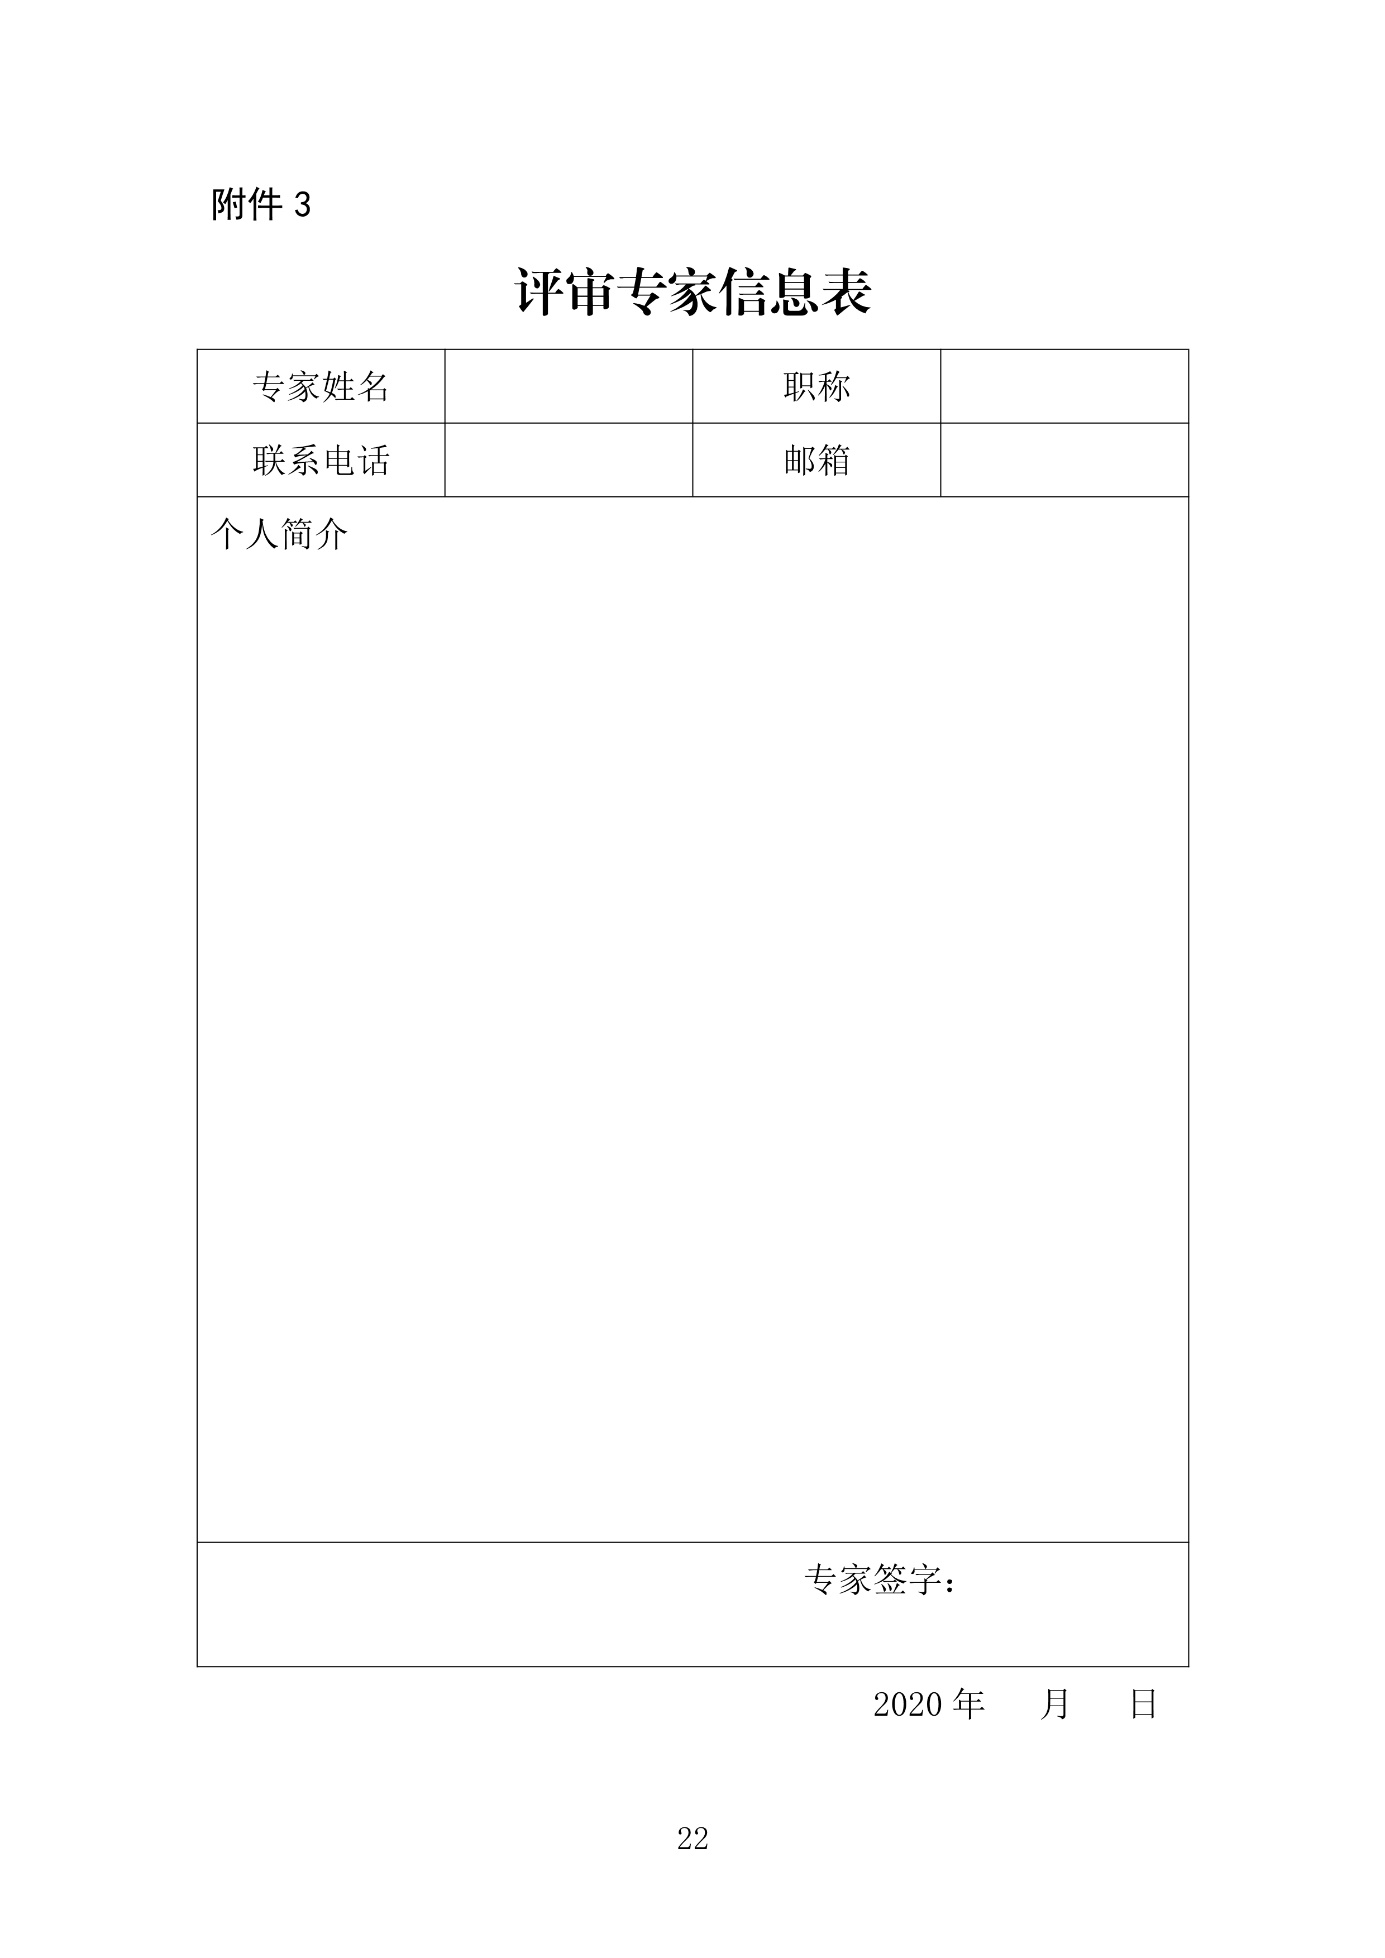 附件 3
评审专家信息表
专家姓名 职称
联系电话 邮箱
个人简介
专家签字：
2020 年 月 日
22